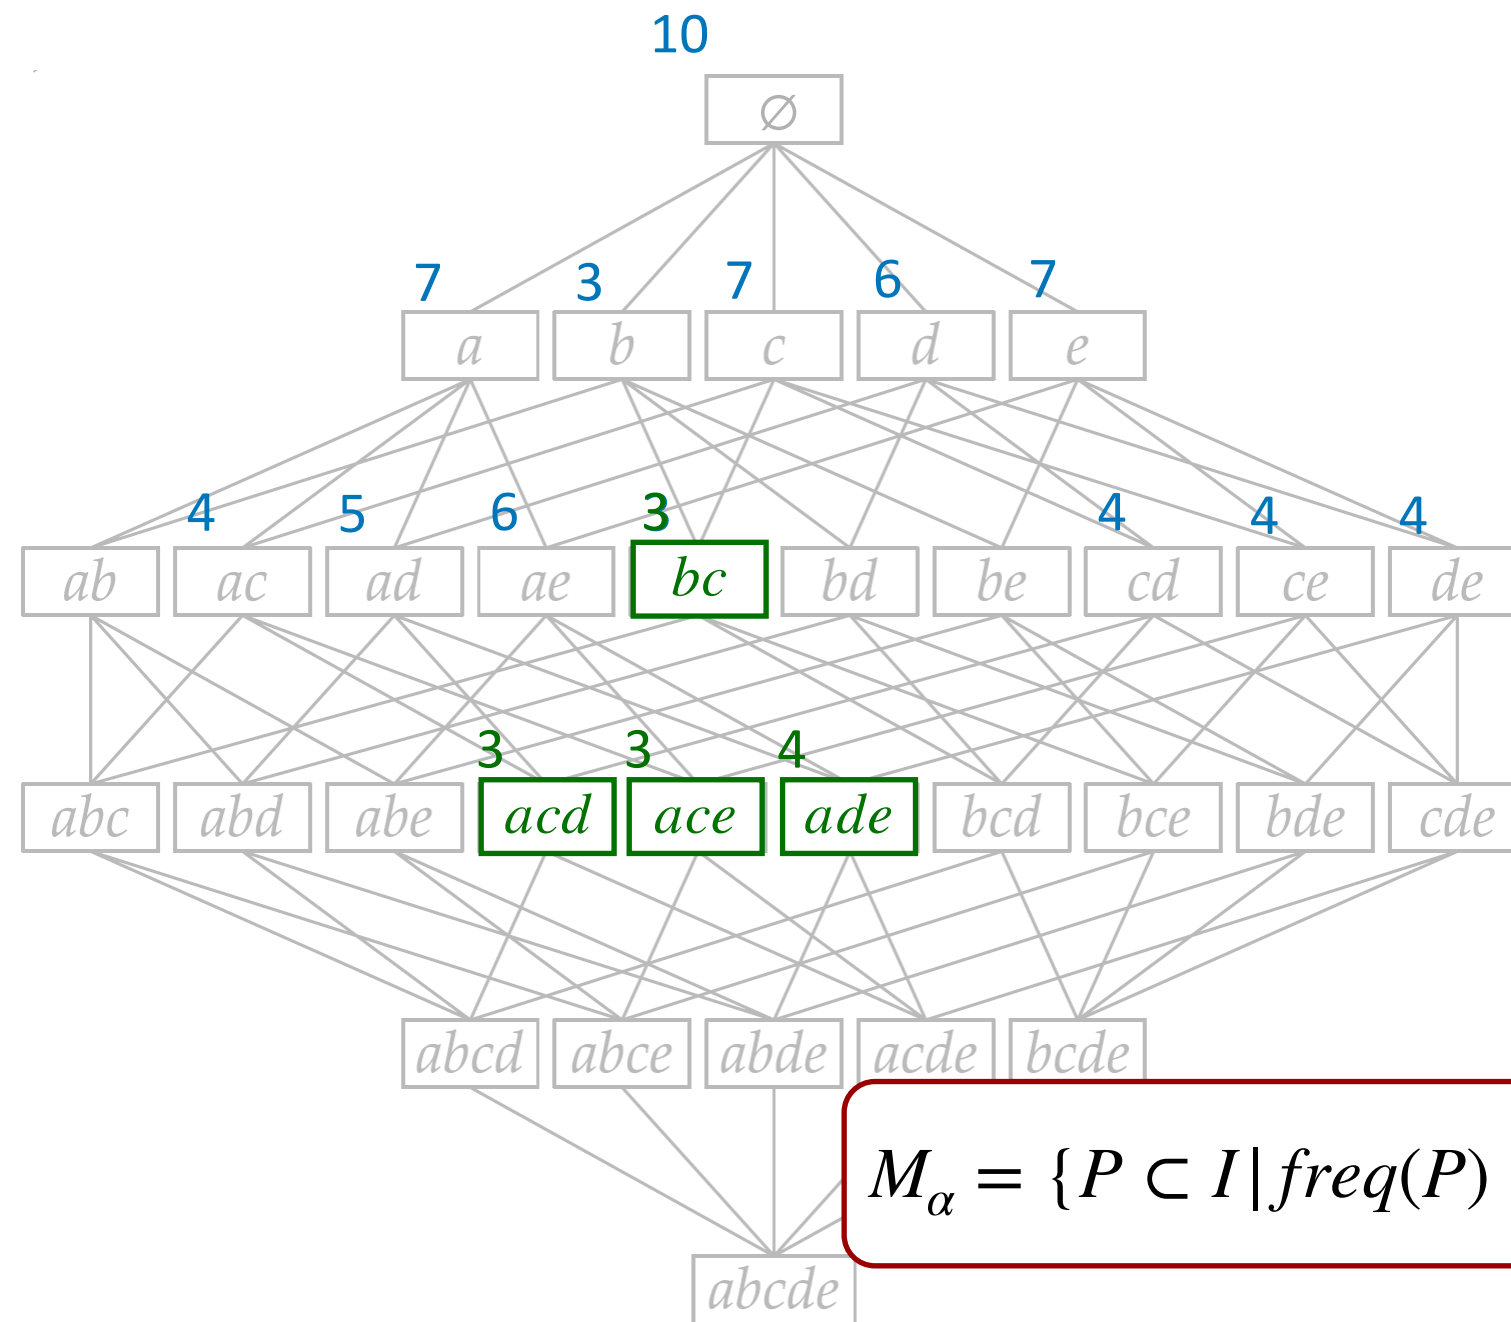 10
∅
7 3 7 6 7
a b c d e
4 5 6 3 4 4 4
ab ac ad ae bc bd be cd ce de
3 3 4
abc abd abe acd ace ade bcd bce bde cde
abcd abce abde acde bcde
M_α = {P ⊂ I | freq(P)
abcde